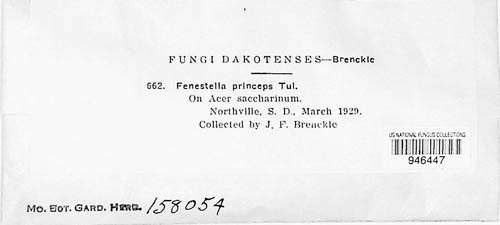 FUNGI DAKOTENSES—Brenckle
662. Fenestella princeps Tul.
On Acer saccharinum.
Northville, S. D., March 1929.
Collected by J. F. Brenckle
US NATIONAL FUNGUS COLLECTIONS
946447
MO. BOT. GARD. HERB. 158054